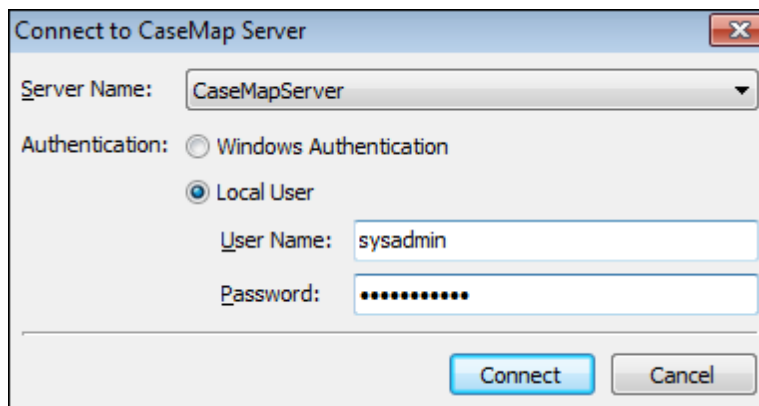 Connect to CaseMap Server
Server Name: CaseMapServer
Authentication: Windows Authentication
Local User
User Name: sysadmin
Password: •••••••••••
Connect Cancel